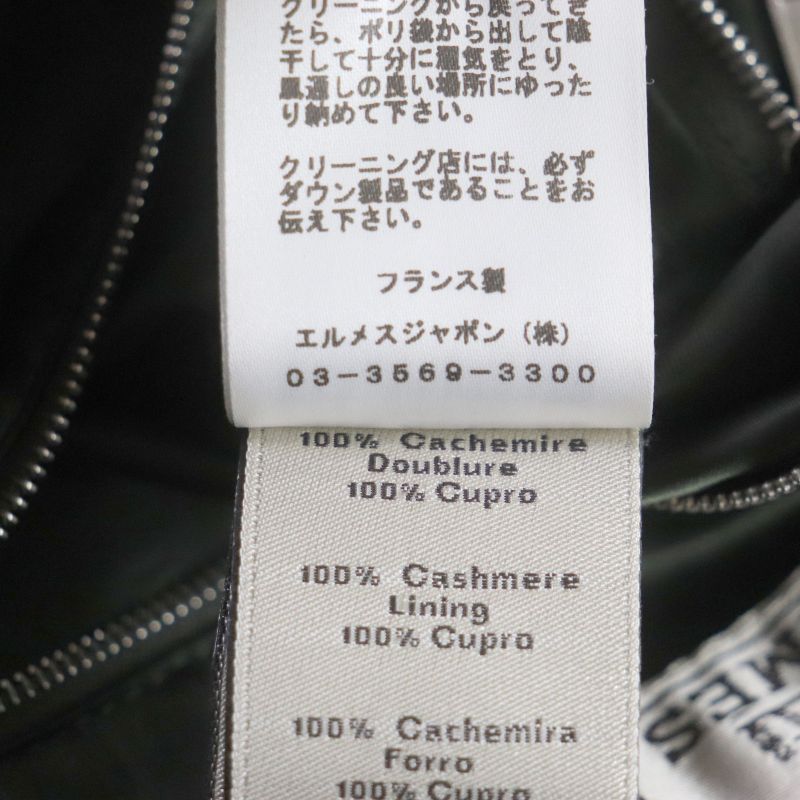 クリーニングから戻ってき
たら、ポリ袋から出して陰
干して十分に湿気をとり、
風通しの良い場所にゆった
り納めて下さい。
クリーニング店には、必ず
ダウン製品であることをお
伝え下さい。
フランス製
エルメスジャポン（株）
03-3569-3300
100% Cachemire
Doublure
100% Cupro
100% Cashmere
Lining
100% Cupro
100% Cachemira
Forro
100% Cupro
MES